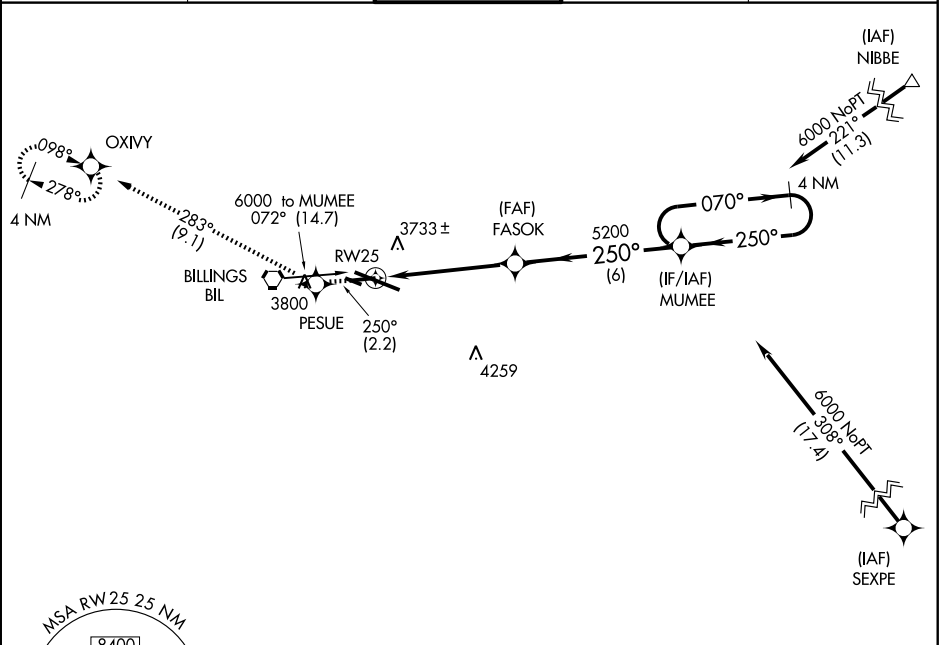 (IAF)
NIBBE
6000 NoPT
221°
(11.3)
OXIVY
098°
278°
4 NM
4 NM
283°
(9.1)
6000 to MUMEE
072° (14.7)
3733 ±
(FAF)
FASOK
5200
250°
(6)
070°
250°
(IF/IAF)
MUMEE
RW25
BILLINGS
BIL
3800
PESUE
250°
(2.2)
4259
6000 NoPT
308°
(17.4)
(IAF)
SEXPE
MSA RW25 25 NM
8400